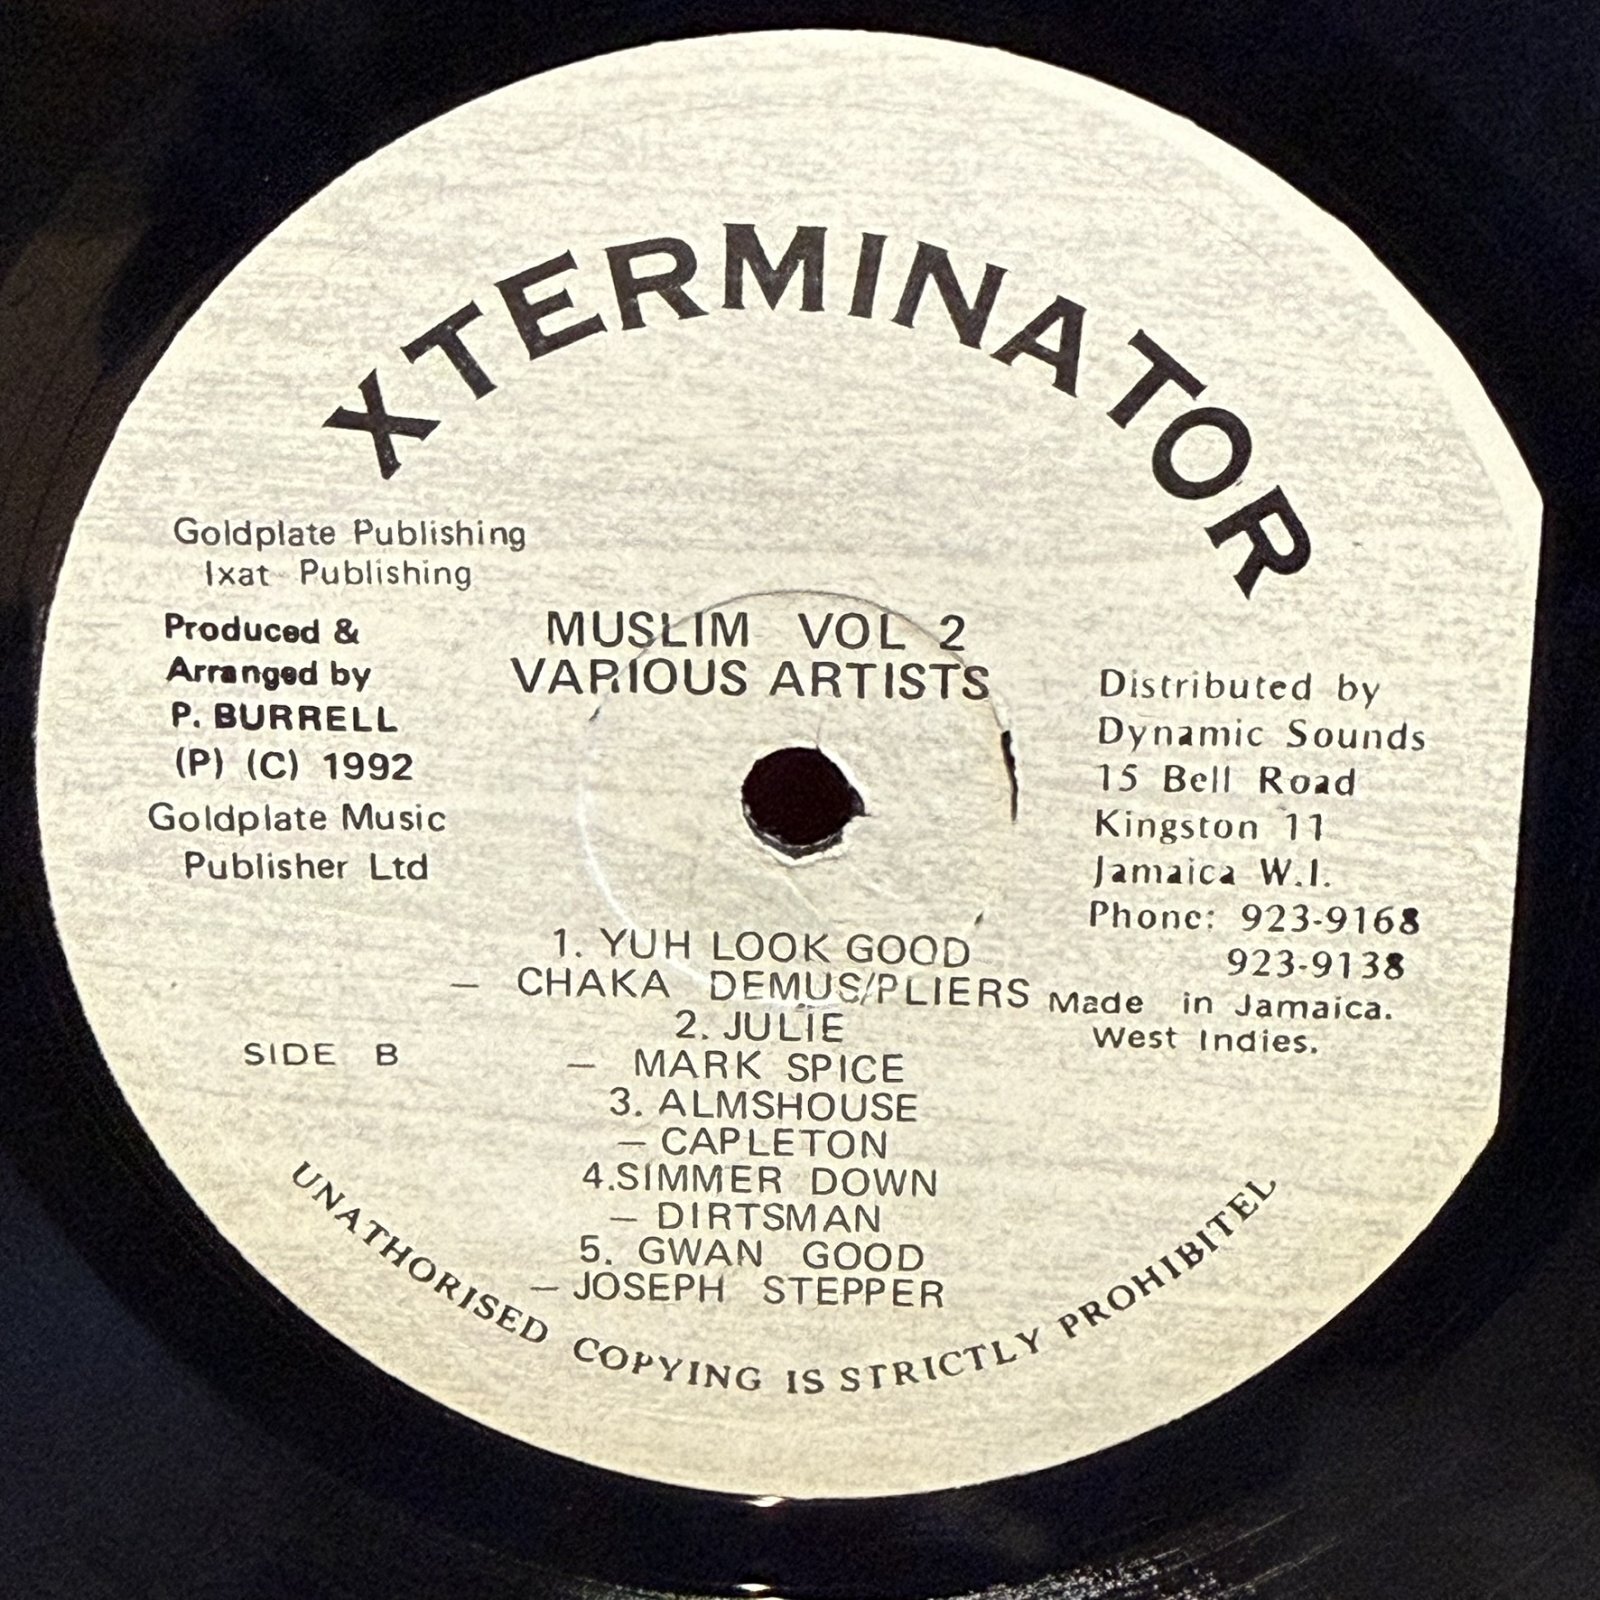 XTERMINATOR
Goldplate Publishing
Ixat Publishing
Produced &
Arranged by
P. BURRELL
(P) (C) 1992
Goldplate Music
Publisher Ltd
MUSLIM VOL 2
VARIOUS ARTISTS
Distributed by
Dynamic Sounds
15 Bell Road
Kingston 11
Jamaica W.I.
Phone: 923-9168
923-9138
Made in Jamaica.
West Indies.
SIDE B
1. YUH LOOK GOOD
— CHAKA DEMUS/PLIERS
2. JULIE
— MARK SPICE
3. ALMSHOUSE
— CAPLETON
4.SIMMER DOWN
— DIRTSMAN
5. GWAN GOOD
— JOSEPH STEPPER
UNATHORISED COPYING IS STRICTLY PROHIBITEL